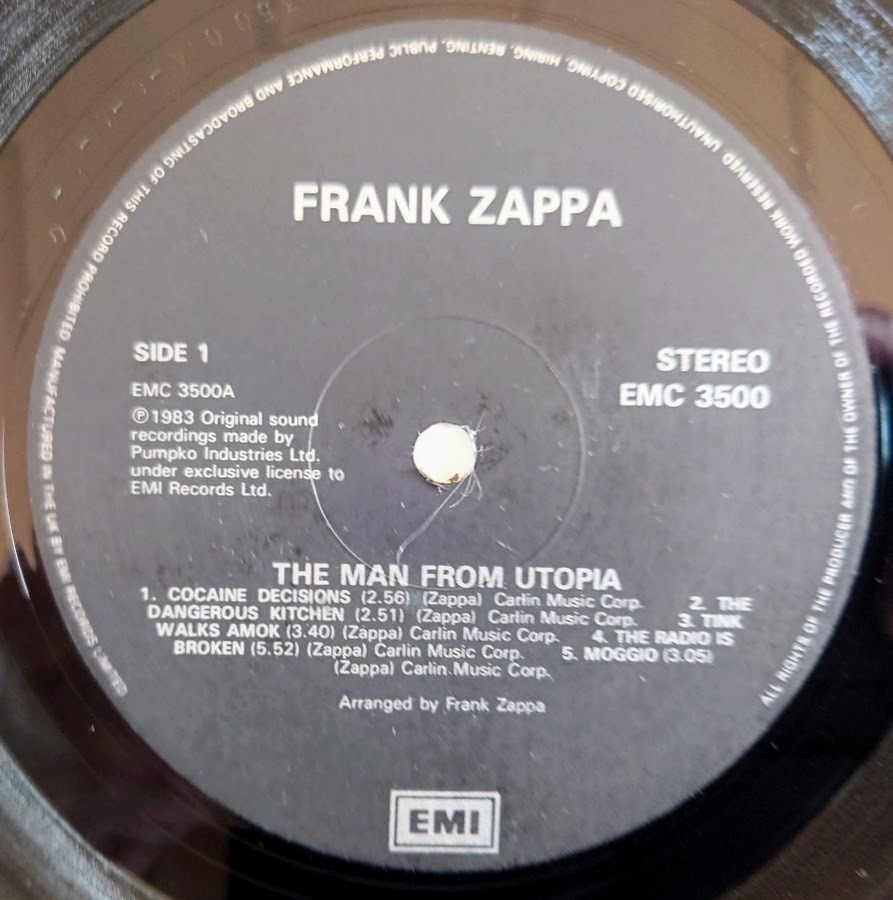 FRANK ZAPPA
SIDE 1
EMC 3500A
℗1983 Original sound
recordings made by
Pumpko Industries Ltd.
under exclusive license to
EMI Records Ltd.
STEREO
EMC 3500
THE MAN FROM UTOPIA
1. COCAINE DECISIONS (2.56) (Zappa) Carlin Music Corp. 2. THE
DANGEROUS KITCHEN (2.51) (Zappa) Carlin Music Corp. 3. TINK
WALKS AMOK (3.40) (Zappa) Carlin Music Corp. 4. THE RADIO IS
BROKEN (5.52) (Zappa) Carlin Music Corp. 5. MOGGIO (3.05)
(Zappa) Carlin Music Corp.
Arranged by Frank Zappa
EMI
ALL RIGHTS OF THE PRODUCER AND OF THE OWNER OF THE RECORDED WORK RESERVED UNAUTHORISED COPYING, HIRING, RENTING, PUBLIC PERFORMANCE AND BROADCASTING OF THIS RECORD PROHIBITED MANUFACTURED IN THE UK BY EMI RECORDS